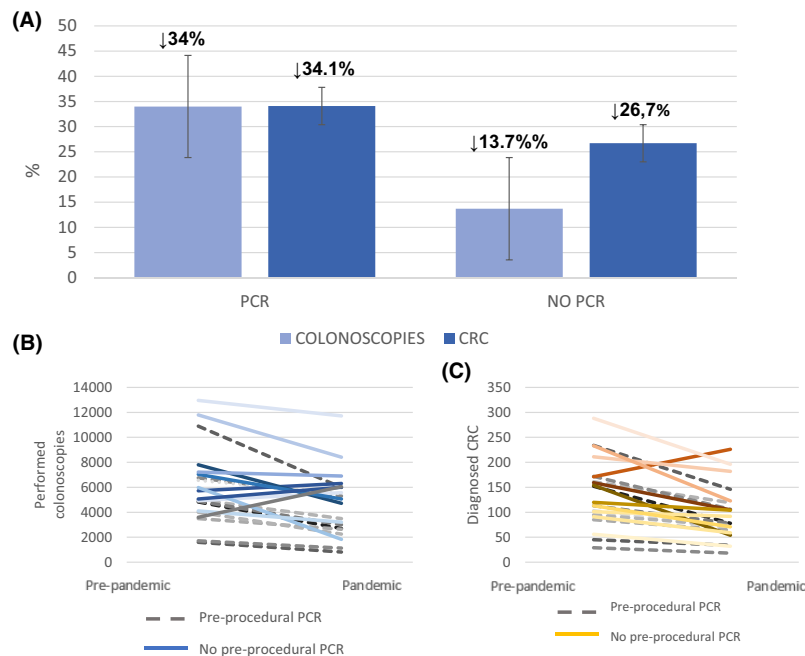 (A)
50
45
40
35
30
25
20
15
10
5
0
%
↓34%
↓34.1%
↓13.7%%
↓26,7%
PCR
NO PCR
COLONOSCOPIES
CRC
(B)
14000
12000
10000
8000
6000
4000
2000
0
Performed
colonoscopies
Pre-pandemic
Pandemic
Pre-procedural PCR
No pre-procedural PCR
(C)
350
300
250
200
150
100
50
0
Diagnosed CRC
Pre-pandemic
Pandemic
Pre-procedural PCR
No pre-procedural PCR